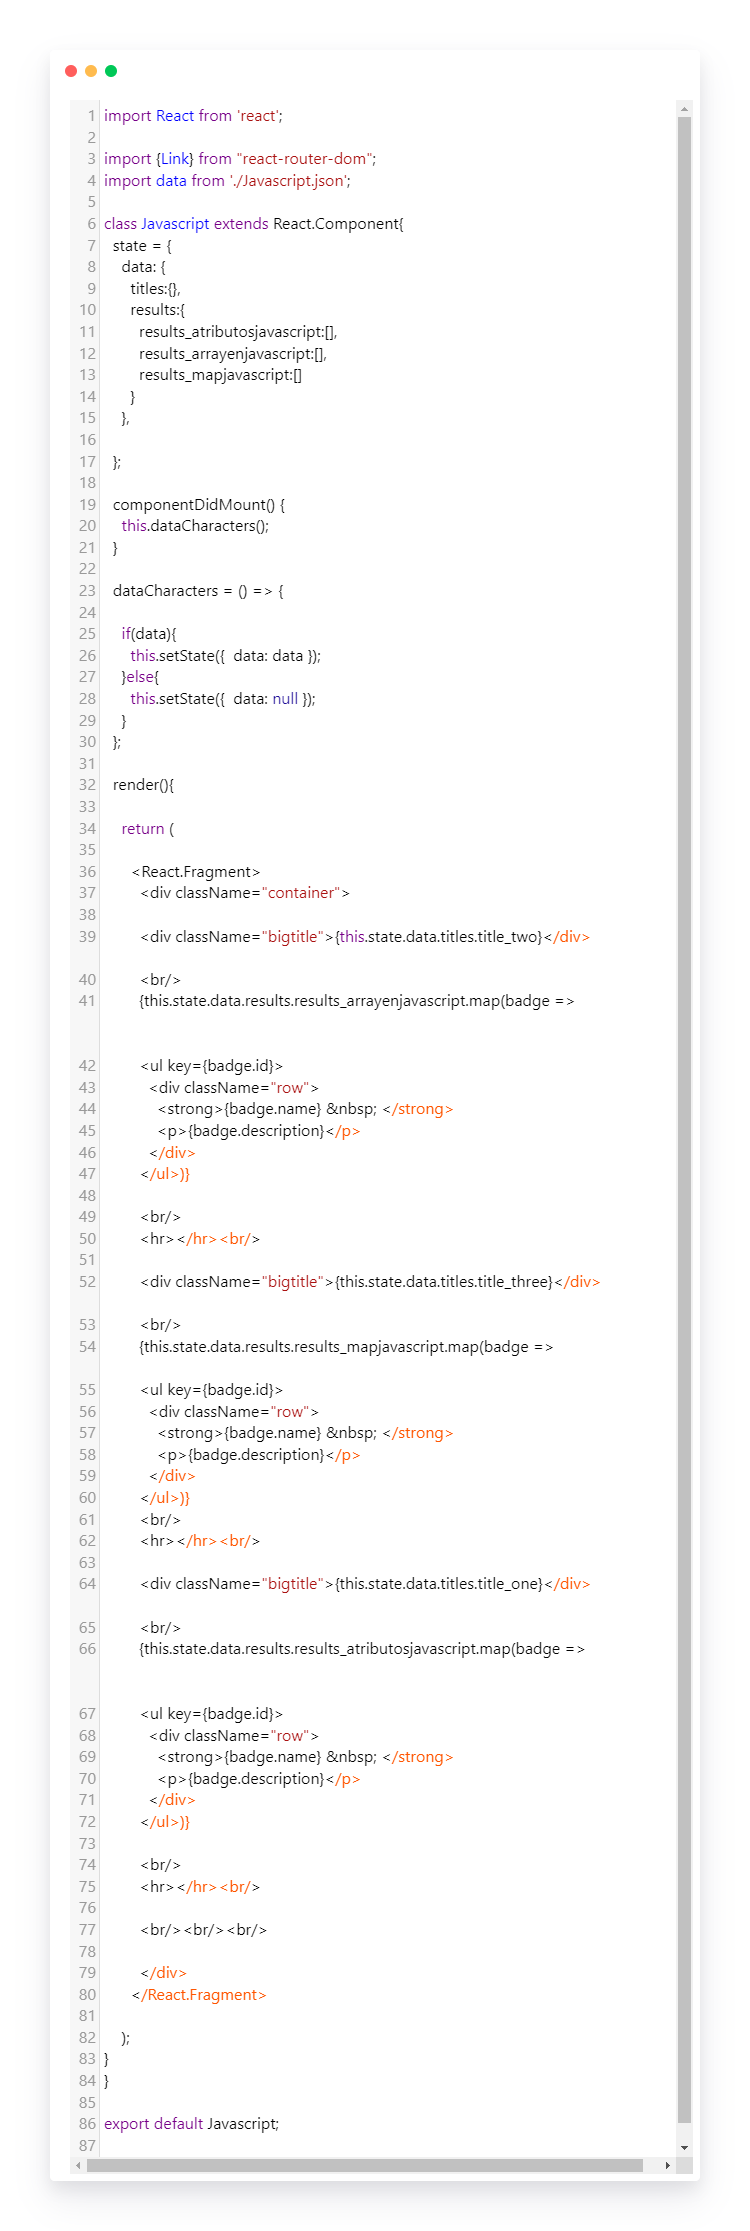 1 import React from 'react';
2
3 import {Link} from "react-router-dom";
4 import data from './Javascript.json';
5
6 class Javascript extends React.Component{
7 state = {
8 data: {
9 titles:{},
10 results:{
11 results_atributosjavascript:[],
12 results_arrayenjavascript:[],
13 results_mapjavascript:[]
14 }
15 },
16
17 };
18
19 componentDidMount() {
20 this.dataCharacters();
21 }
22
23 dataCharacters = () => {
24
25 if(data){
26 this.setState({  data: data });
27 }else{
28 this.setState({  data: null });
29 }
30 };
31
32 render(){
33
34 return (
35
36 <React.Fragment>
37 <div className="container">
38
39 <div className="bigtitle">{this.state.data.titles.title_two}</div>
40 <br/>
41 {this.state.data.results.results_arrayenjavascript.map(badge =>
42 <ul key={badge.id}>
43 <div className="row">
44 <strong>{badge.name} &nbsp; </strong>
45 <p>{badge.description}</p>
46 </div>
47 </ul>)}
48
49 <br/>
50 <hr></hr><br/>
51
52 <div className="bigtitle">{this.state.data.titles.title_three}</div>
53 <br/>
54 {this.state.data.results.results_mapjavascript.map(badge =>
55 <ul key={badge.id}>
56 <div className="row">
57 <strong>{badge.name} &nbsp; </strong>
58 <p>{badge.description}</p>
59 </div>
60 </ul>)}
61 <br/>
62 <hr></hr><br/>
63
64 <div className="bigtitle">{this.state.data.titles.title_one}</div>
65 <br/>
66 {this.state.data.results.results_atributosjavascript.map(badge =>
67 <ul key={badge.id}>
68 <div className="row">
69 <strong>{badge.name} &nbsp; </strong>
70 <p>{badge.description}</p>
71 </div>
72 </ul>)}
73
74 <br/>
75 <hr></hr><br/>
76
77 <br/><br/><br/>
78
79 </div>
80 </React.Fragment>
81
82 );
83 }
84 }
85
86 export default Javascript;
87